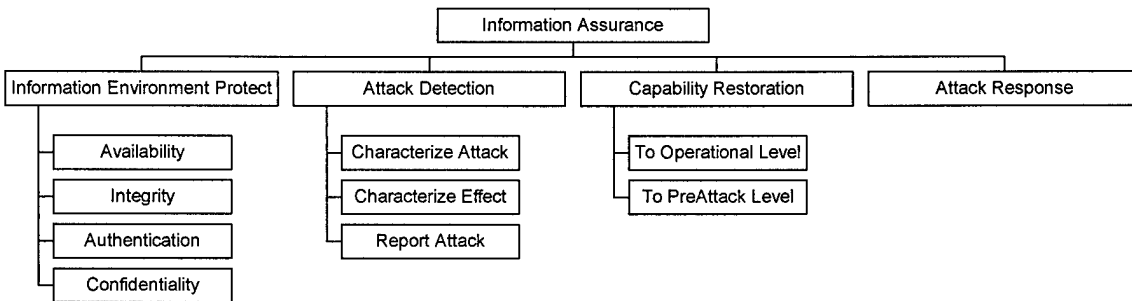 Information Assurance
Information Environment Protect
Attack Detection
Capability Restoration
Attack Response
Availability
Integrity
Authentication
Confidentiality
Characterize Attack
Characterize Effect
Report Attack
To Operational Level
To PreAttack Level